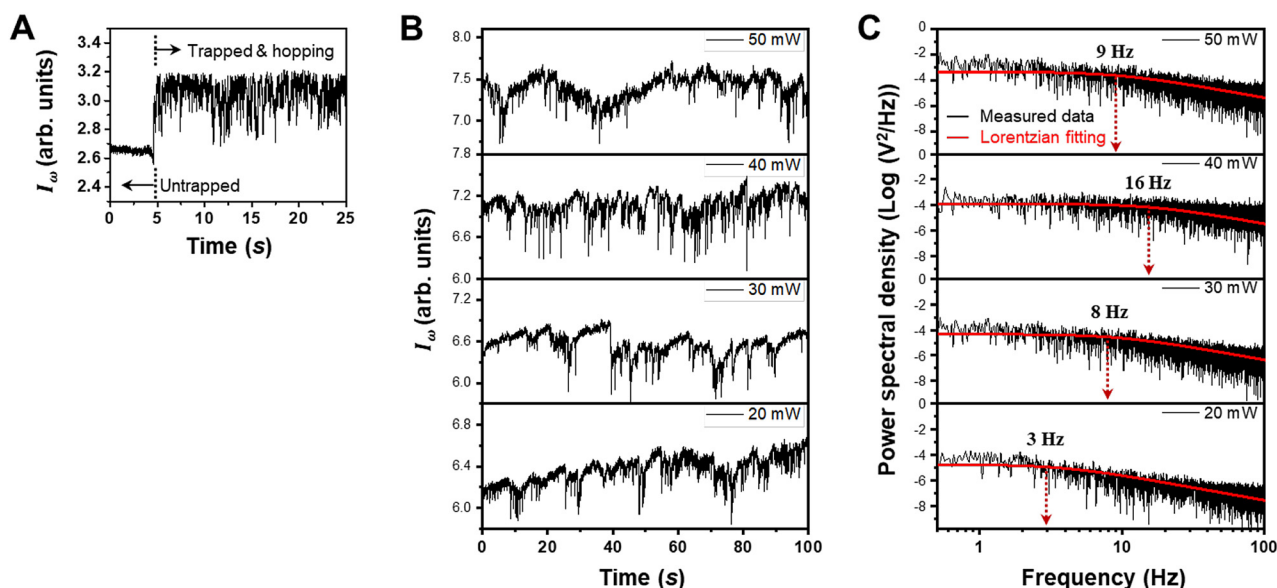 A
I_ω (arb. units)
3.4
3.2
3.0
2.8
2.6
2.4
Trapped & hopping
Untrapped
0 5 10 15 20 25
Time (s)
B
I_ω (arb. units)
50 mW
8.0
7.5
7.0
40 mW
7.8
7.2
6.6
6.0
30 mW
7.2
6.6
6.0
20 mW
6.8
6.4
6.0
0 20 40 60 80 100
Time (s)
C
Power spectral density (Log (V²/Hz))
50 mW
9 Hz
Measured data
Lorentzian fitting
0
-2
-4
-6
-8
40 mW
16 Hz
0
-2
-4
-6
-8
30 mW
8 Hz
0
-2
-4
-6
-8
20 mW
3 Hz
0
-2
-4
-6
-8
1 10 100
Frequency (Hz)